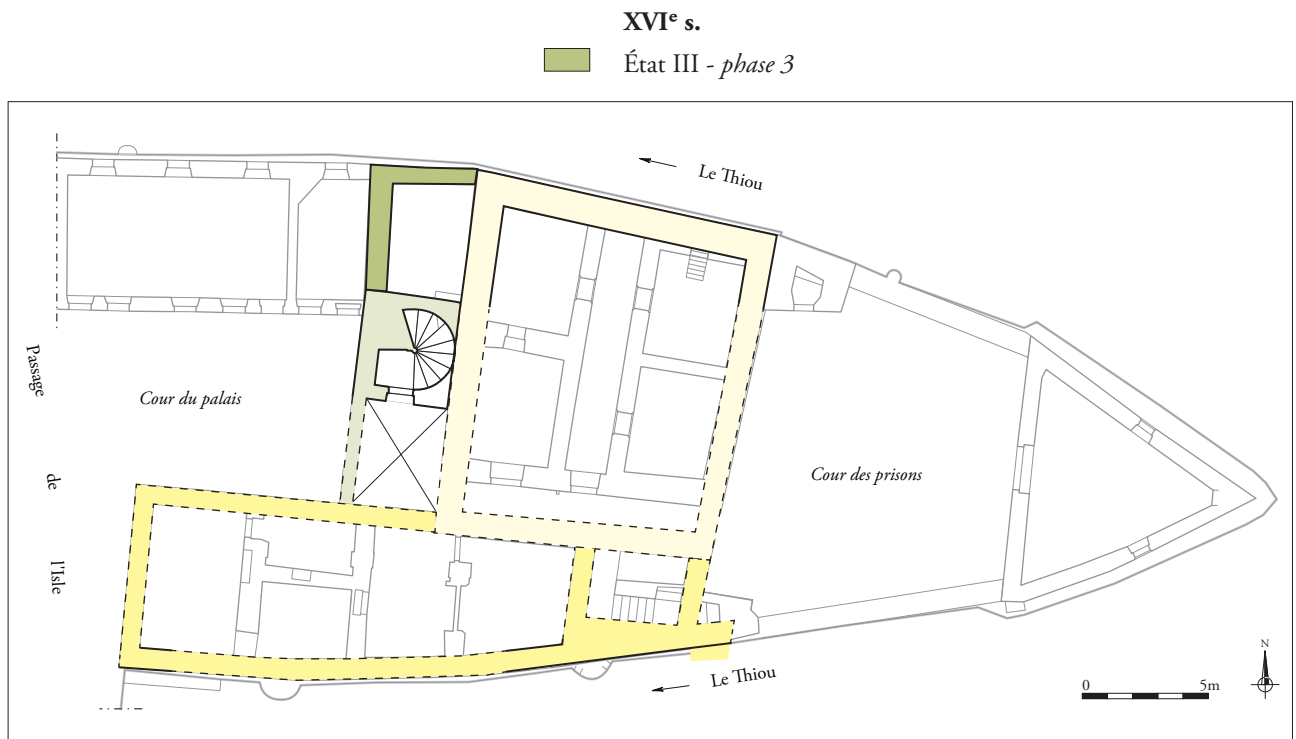 XVIe s.
État III - phase 3
Le Thiou
Passage
de
l'Isle
Cour du palais
Cour des prisons
Le Thiou
N
0 5m